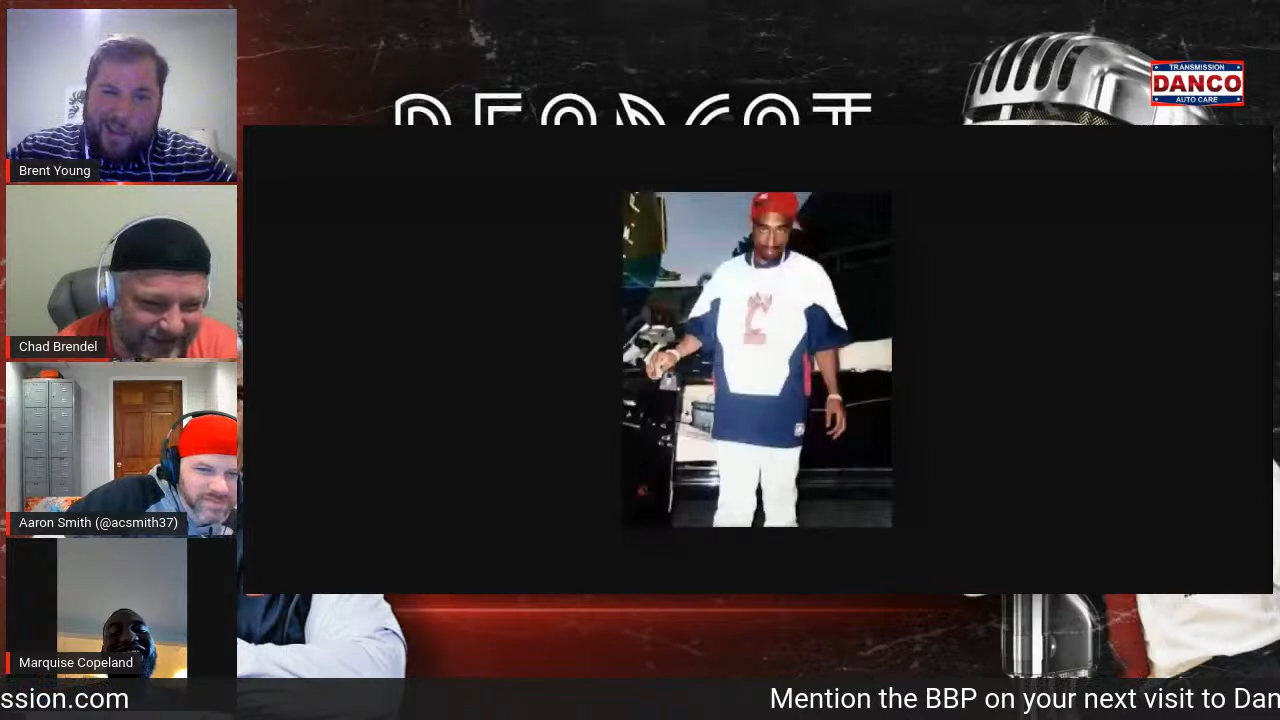 TRANSMISSION
DANCO
AUTO CARE
BEARCAT
Brent Young
Chad Brendel
Aaron Smith (@acsmith37)
Marquise Copeland
ssion.com
Mention the BBP on your next visit to Dan